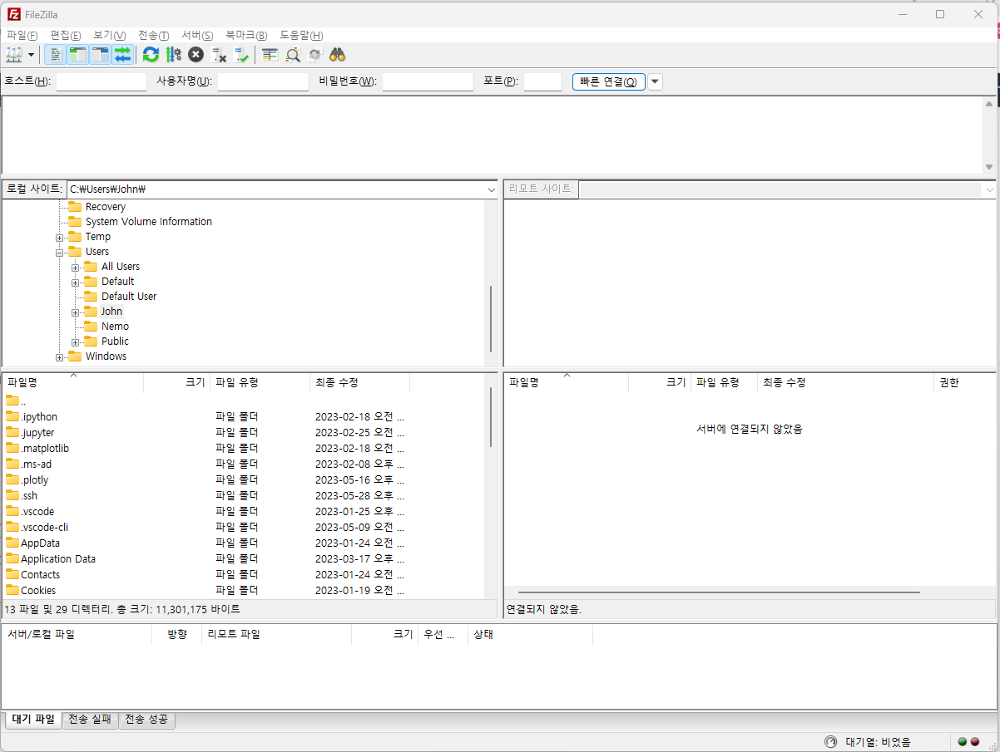 FileZilla
파일(F) 편집(E) 보기(V) 전송(T) 서버(S) 북마크(B) 도움말(H)
호스트(H): 사용자명(U): 비밀번호(W): 포트(P): 빠른 연결(Q)
로컬 사이트: C:₩Users₩John₩
Recovery
System Volume Information
Temp
Users
All Users
Default
Default User
John
Nemo
Public
Windows
리모트 사이트:
파일명 크기 파일 유형 최종 수정
..
.ipython 파일 폴더 2023-02-18 오전 ...
.jupyter 파일 폴더 2023-02-25 오전 ...
.matplotlib 파일 폴더 2023-02-18 오전 ...
.ms-ad 파일 폴더 2023-02-08 오후 ...
.plotly 파일 폴더 2023-05-16 오후 ...
.ssh 파일 폴더 2023-05-28 오후 ...
.vscode 파일 폴더 2023-01-25 오후 ...
.vscode-cli 파일 폴더 2023-05-09 오전 ...
AppData 파일 폴더 2023-01-24 오전 ...
Application Data 파일 폴더 2023-03-17 오후 ...
Contacts 파일 폴더 2023-01-24 오전 ...
Cookies 파일 폴더 2023-01-19 오전 ...
13 파일 및 29 디렉터리. 총 크기: 11,301,175 바이트
파일명 크기 파일 유형 최종 수정 권한
서버에 연결되지 않았음
연결되지 않았음.
서버/로컬 파일 방향 리모트 파일 크기 우선 ... 상태
대기 파일 전송 실패 전송 성공
대기열: 비었음